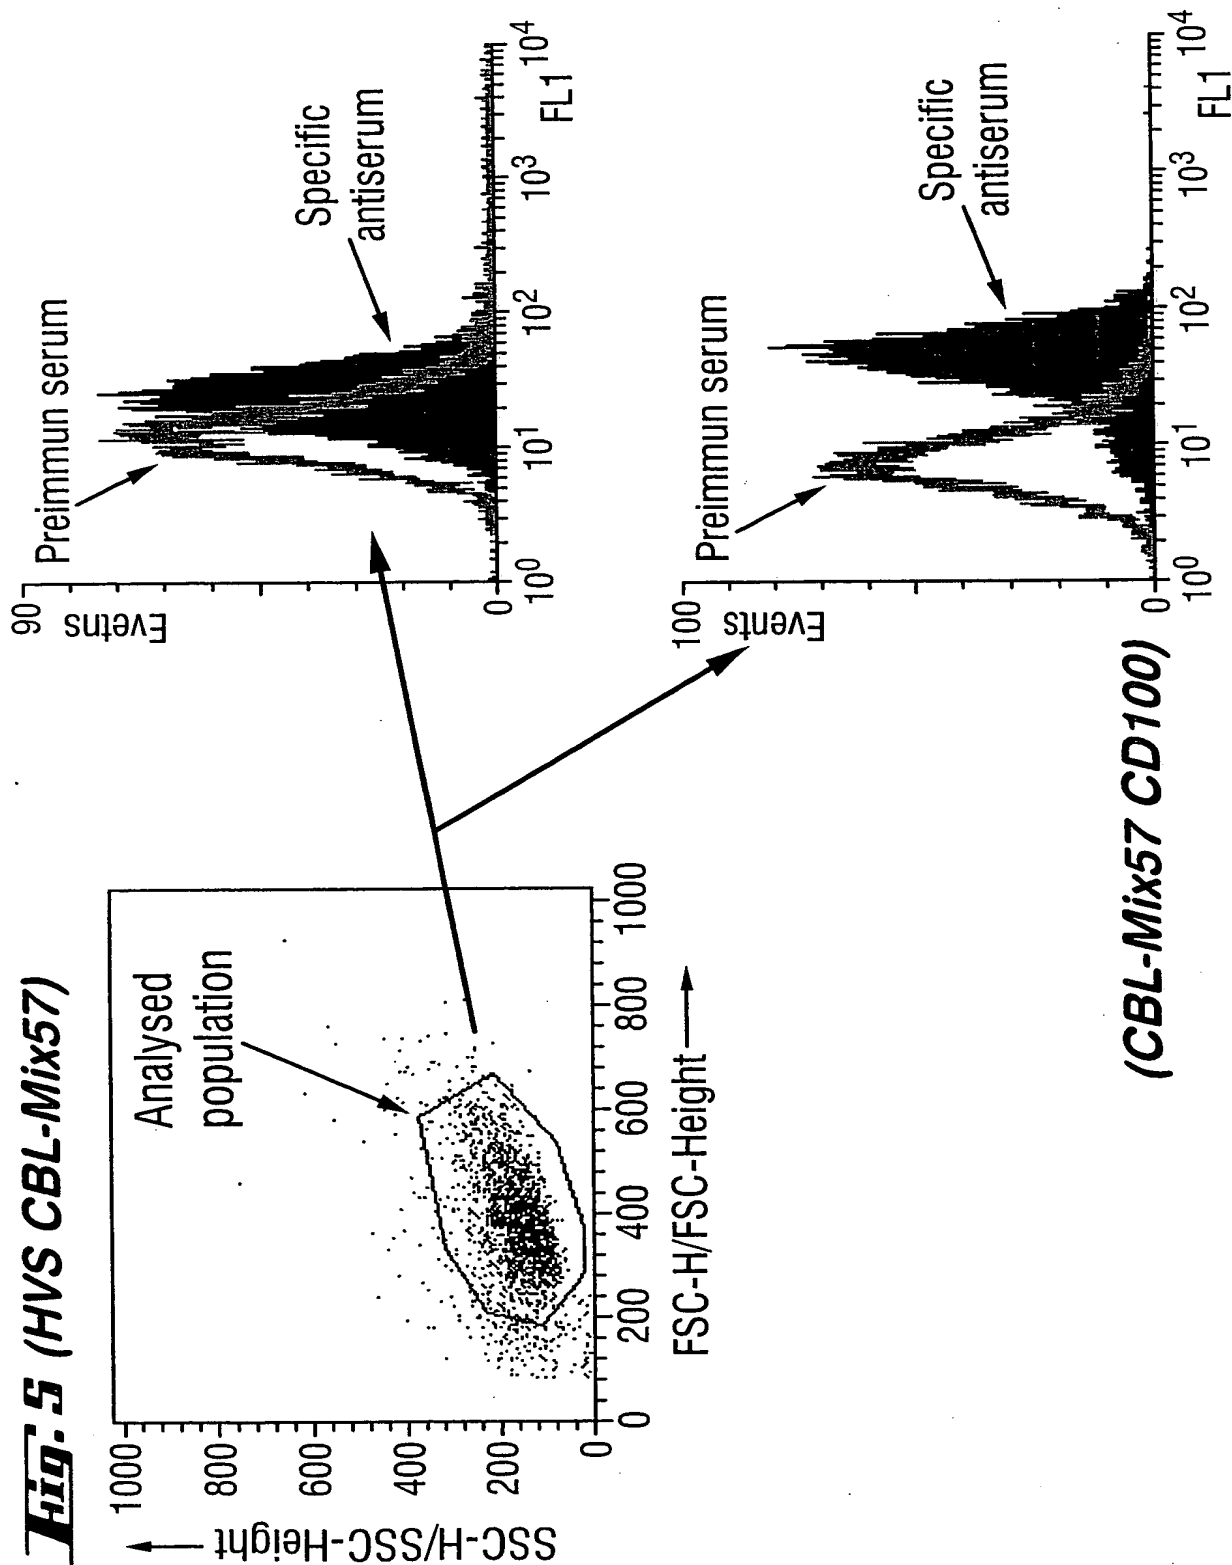 Fig. 5 (HVS CBL-Mix57)
SSC-H/SSC-Height
1000
800
600
400
200
0
0 200 400 600 800 1000
FSC-H/FSC-Height
Analysed
population
90
Evetns
0
Preimmun serum
Specific
antiserum
10^0 10^1 10^2 10^3 10^4
FL1
100
Events
0
Preimmun serum
Specific
antiserum
10^0 10^1 10^2 10^3 10^4
FL1
(CBL-Mix57 CD100)